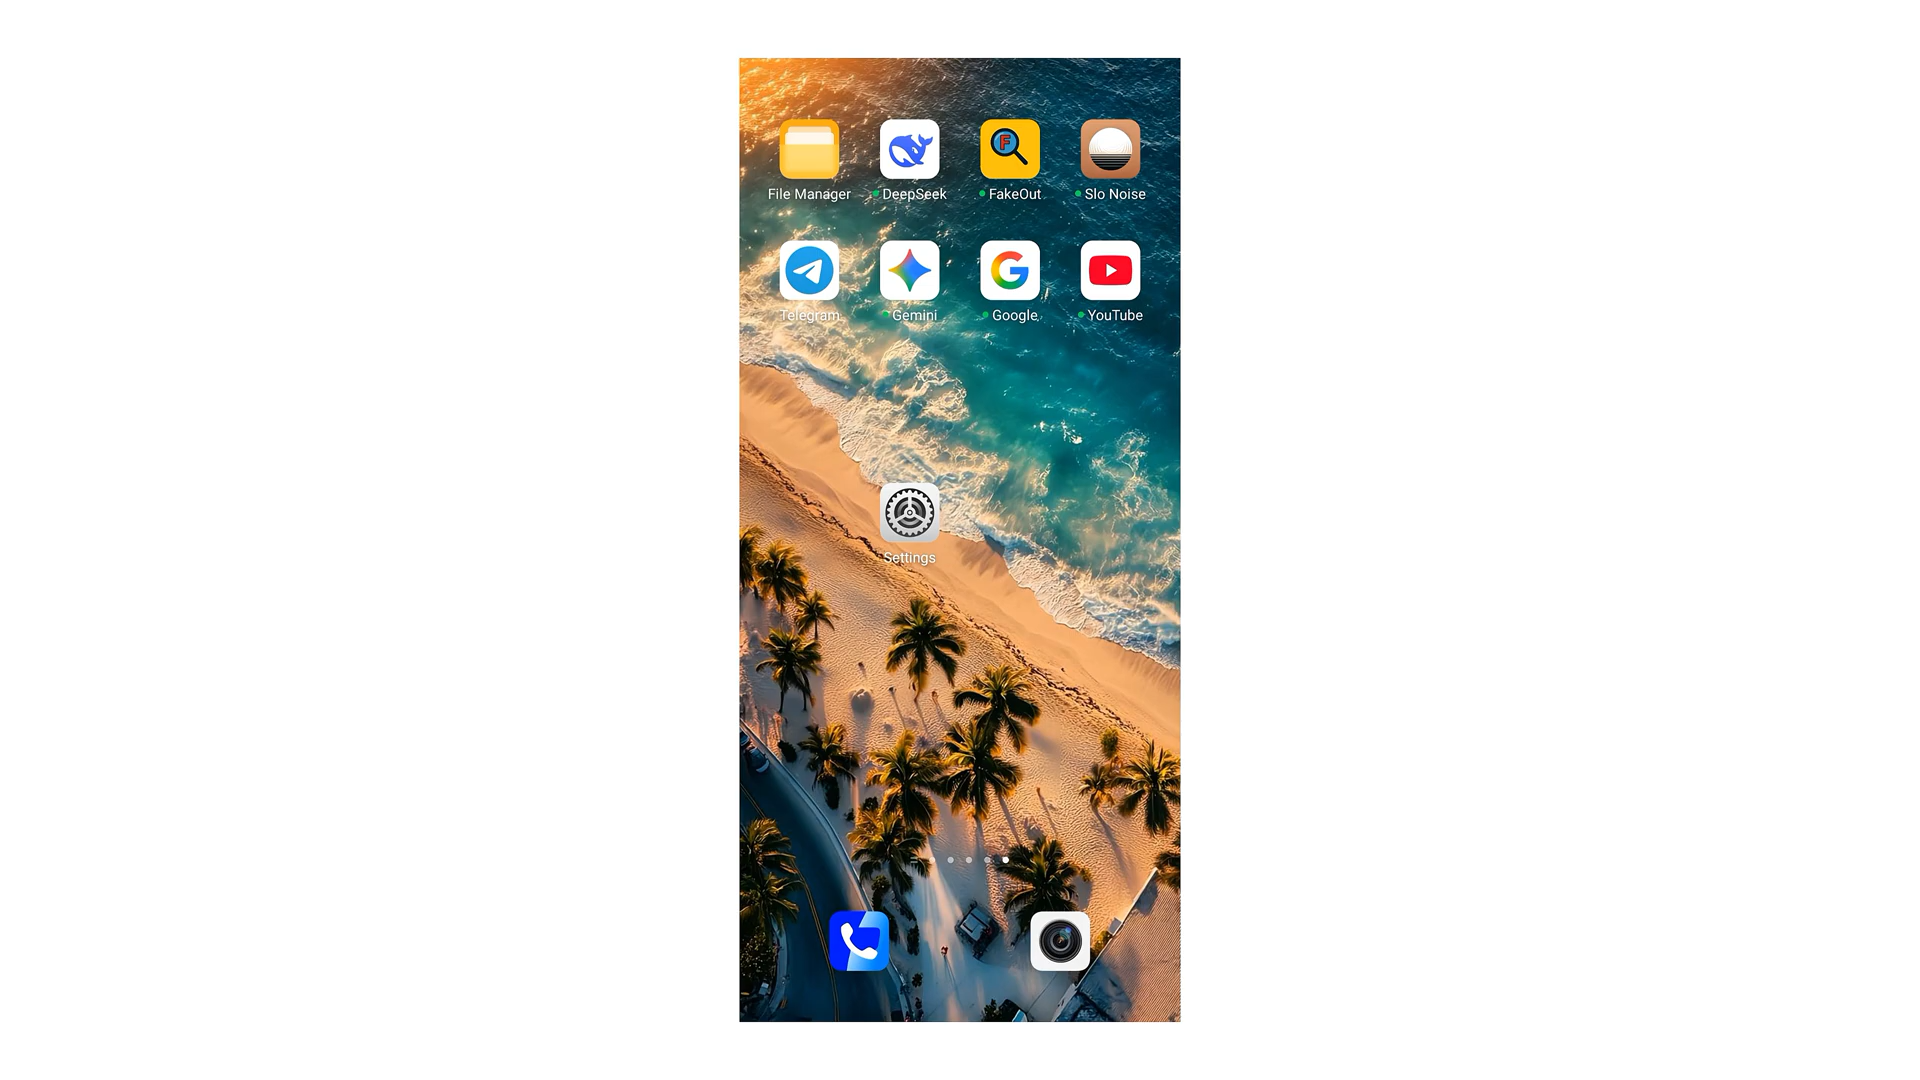 File Manager
DeepSeek
FakeOut
Slo Noise
Telegram
Gemini
Google
YouTube
Settings